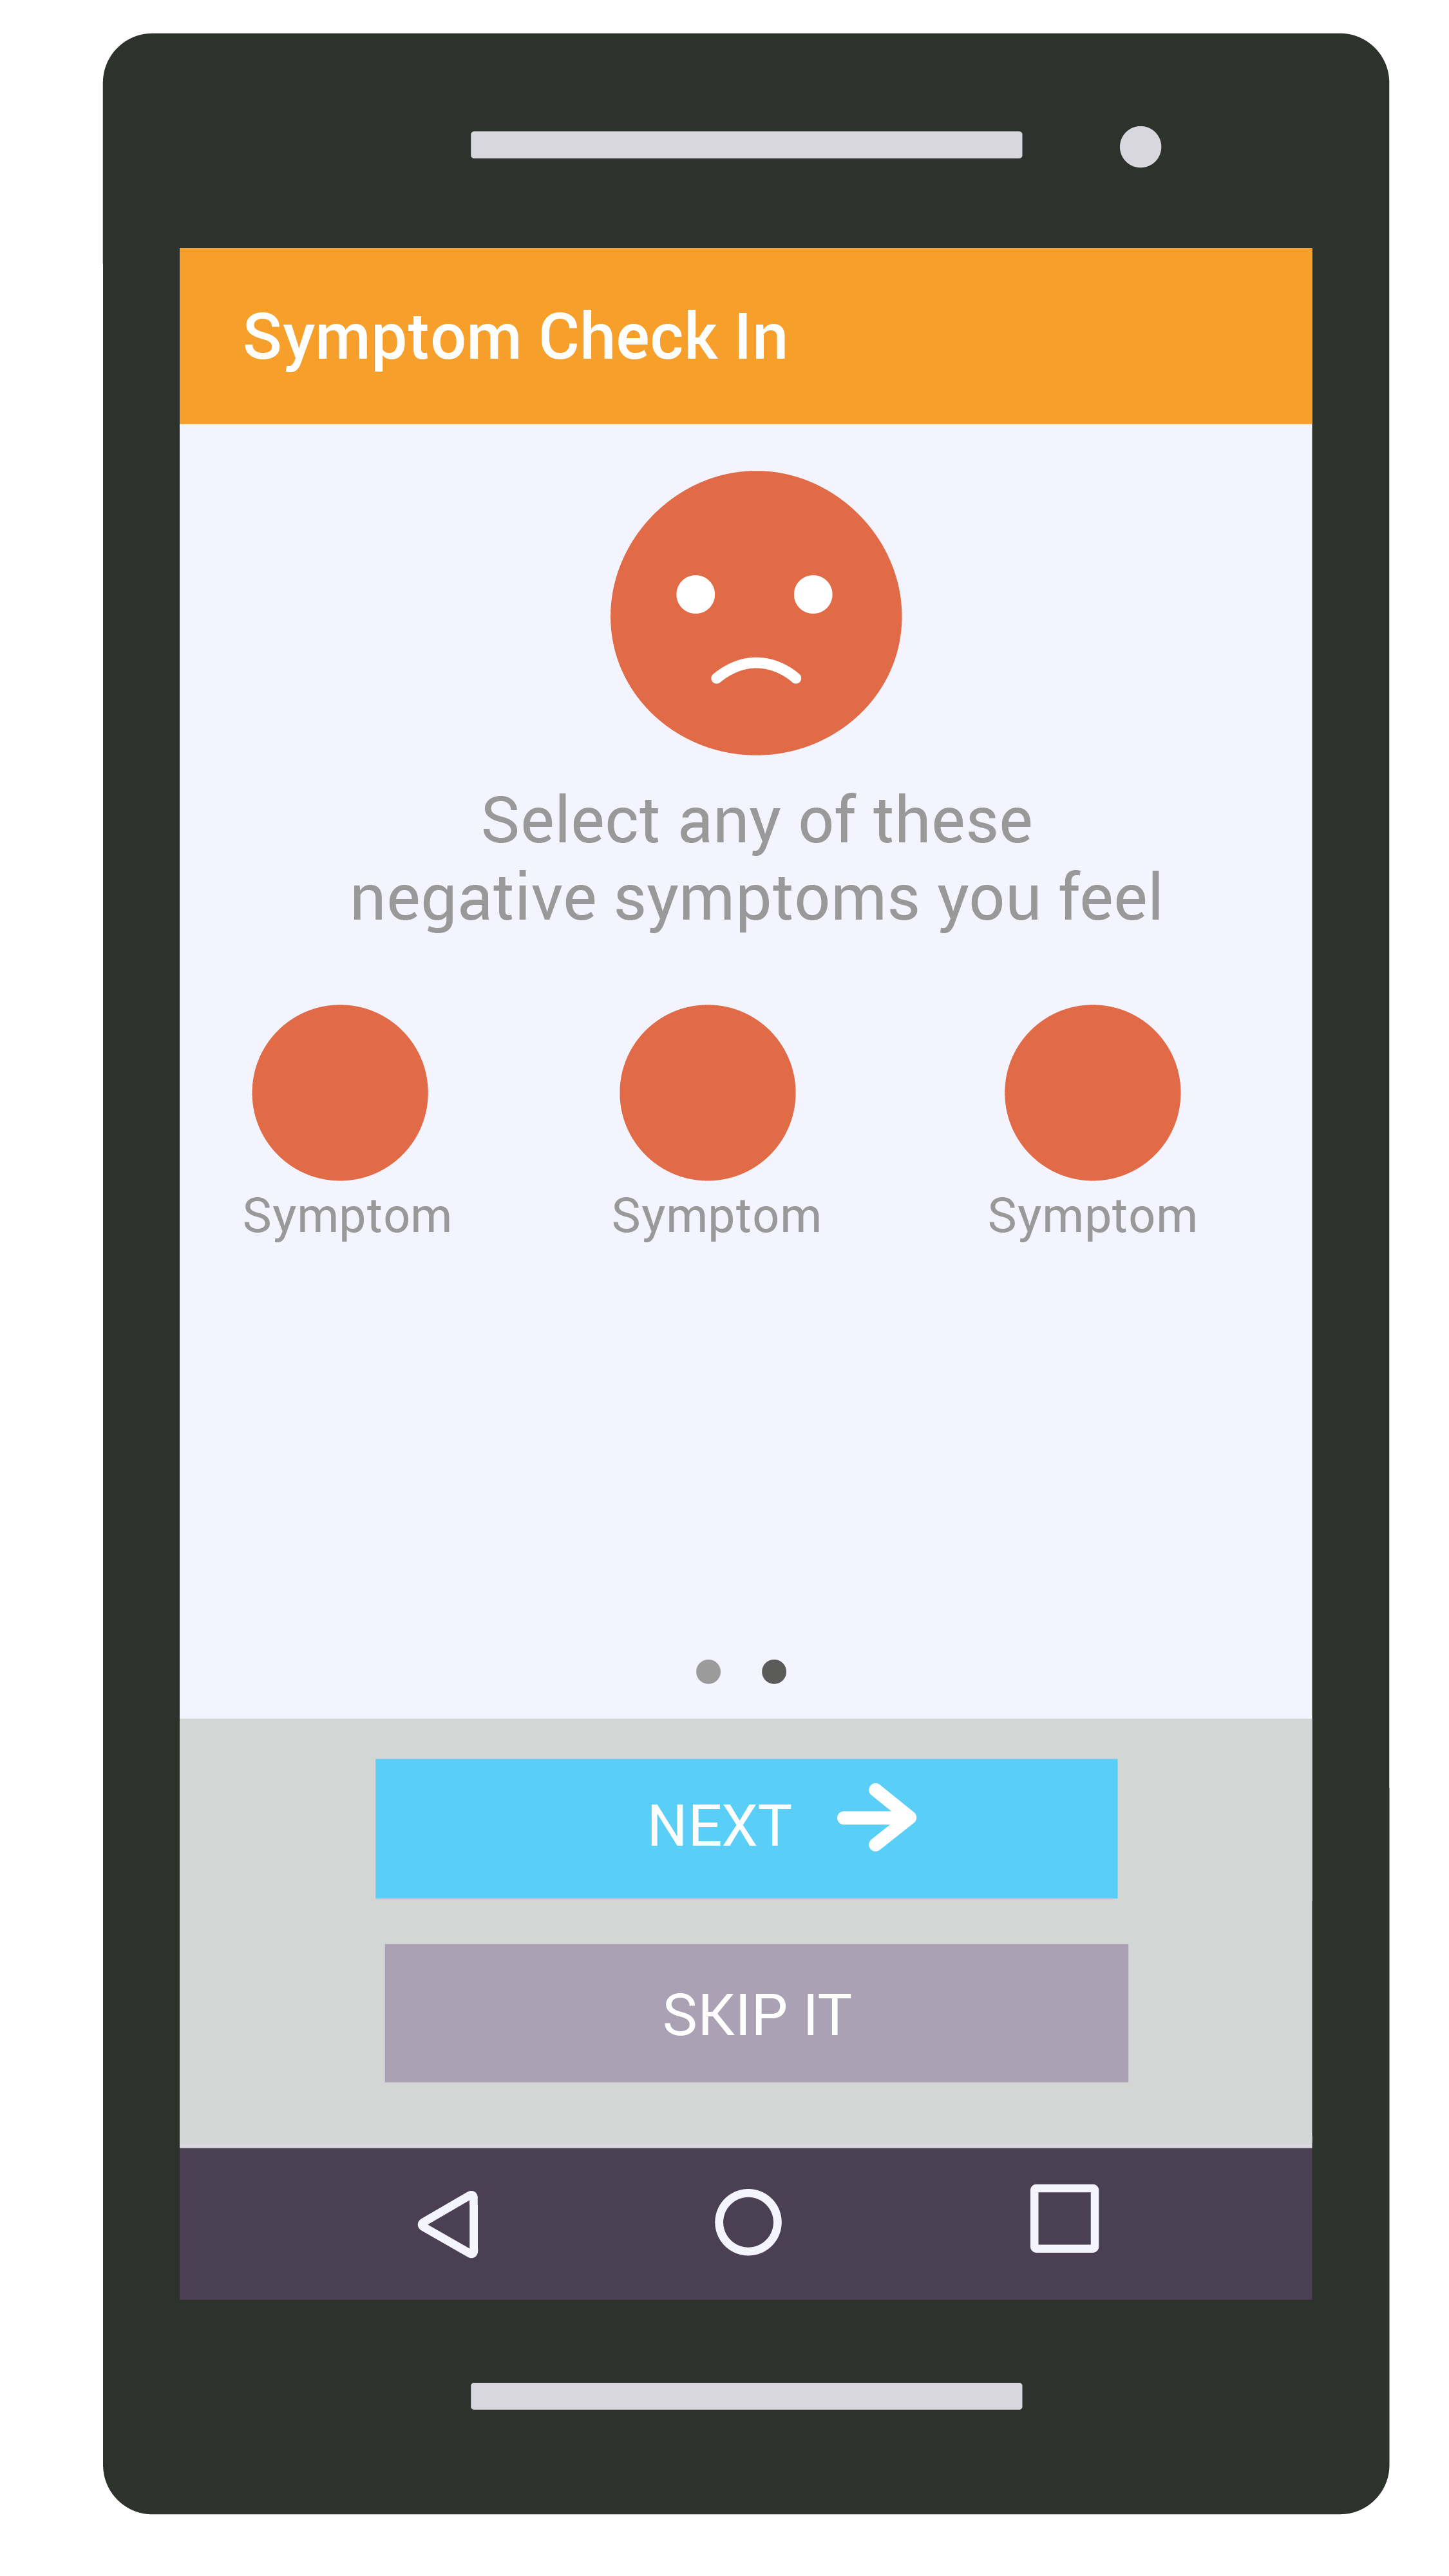 Symptom Check In
Select any of these
negative symptoms you feel
Symptom Symptom Symptom
NEXT
SKIP IT